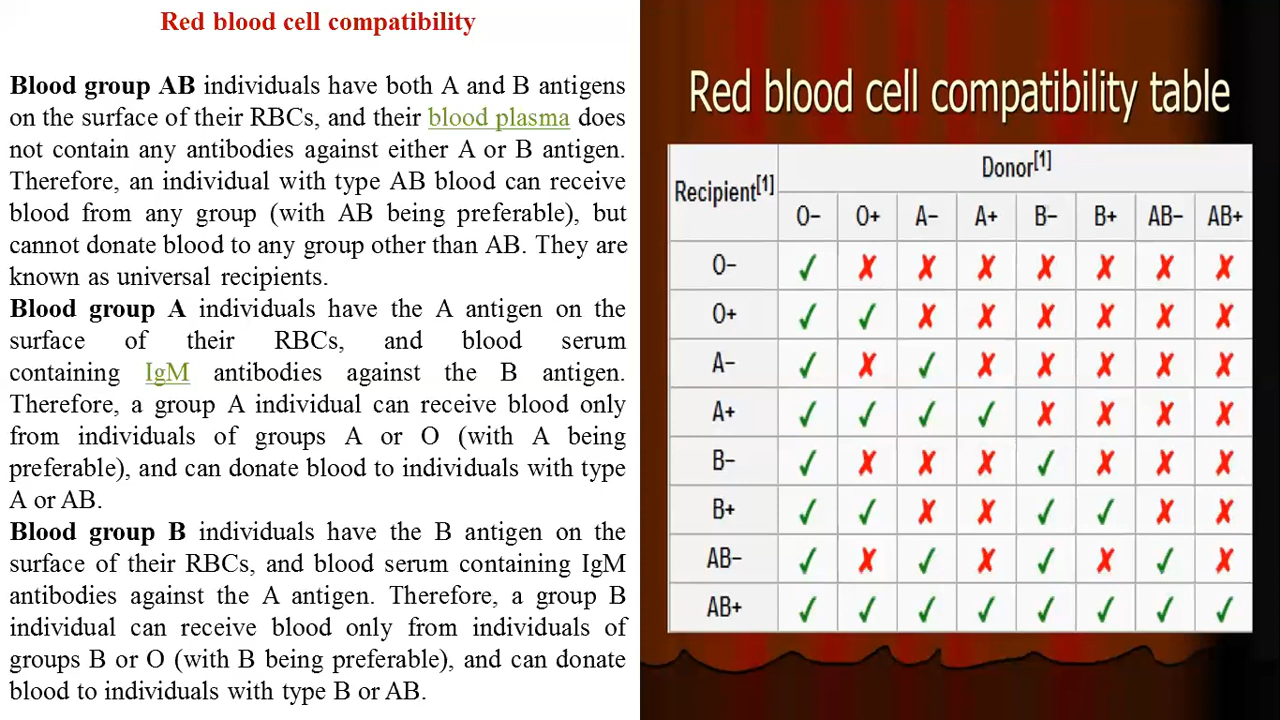 Red blood cell compatibility
Blood group AB individuals have both A and B antigens
on the surface of their RBCs, and their blood plasma does
not contain any antibodies against either A or B antigen.
Therefore, an individual with type AB blood can receive
blood from any group (with AB being preferable), but
cannot donate blood to any group other than AB. They are
known as universal recipients.
Blood group A individuals have the A antigen on the
surface of their RBCs, and blood serum
containing IgM antibodies against the B antigen.
Therefore, a group A individual can receive blood only
from individuals of groups A or O (with A being
preferable), and can donate blood to individuals with type
A or AB.
Blood group B individuals have the B antigen on the
surface of their RBCs, and blood serum containing IgM
antibodies against the A antigen. Therefore, a group B
individual can receive blood only from individuals of
groups B or O (with B being preferable), and can donate
blood to individuals with type B or AB.
Red blood cell compatibility table
Recipient[1] Donor[1]
O− O+ A− A+ B− B+ AB− AB+
O− ✓ ✗ ✗ ✗ ✗ ✗ ✗ ✗
O+ ✓ ✓ ✗ ✗ ✗ ✗ ✗ ✗
A− ✓ ✗ ✓ ✗ ✗ ✗ ✗ ✗
A+ ✓ ✓ ✓ ✓ ✗ ✗ ✗ ✗
B− ✓ ✗ ✗ ✗ ✓ ✗ ✗ ✗
B+ ✓ ✓ ✗ ✗ ✓ ✓ ✗ ✗
AB− ✓ ✗ ✓ ✗ ✓ ✗ ✓ ✗
AB+ ✓ ✓ ✓ ✓ ✓ ✓ ✓ ✓